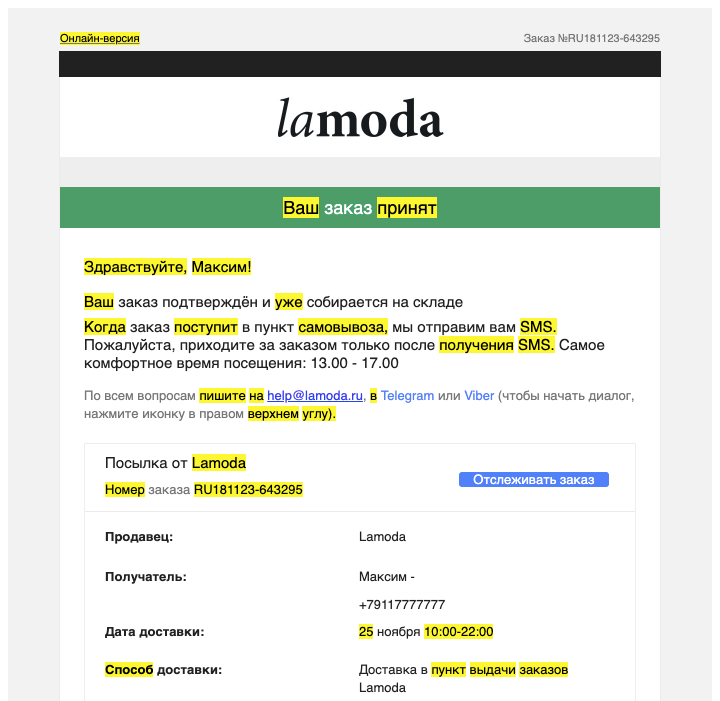 Онлайн-версия
Заказ №RU181123-643295
lamoda
Ваш заказ принят
Здравствуйте, Максим!
Ваш заказ подтверждён и уже собирается на складе
Когда заказ поступит в пункт самовывоза, мы отправим вам SMS.
Пожалуйста, приходите за заказом только после получения SMS. Самое
комфортное время посещения: 13.00 - 17.00
По всем вопросам пишите на help@lamoda.ru, в Telegram или Viber (чтобы начать диалог,
нажмите иконку в правом верхнем углу).
Посылка от Lamoda
Номер заказа RU181123-643295
Отслеживать заказ
Продавец: Lamoda
Получатель: Максим -
+79117777777
Дата доставки: 25 ноября 10:00-22:00
Способ доставки: Доставка в пункт выдачи заказов
Lamoda